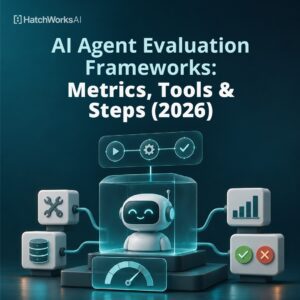 HatchWorksAI
AI Agent Evaluation
Frameworks:
Metrics, Tools &
Steps (2026)